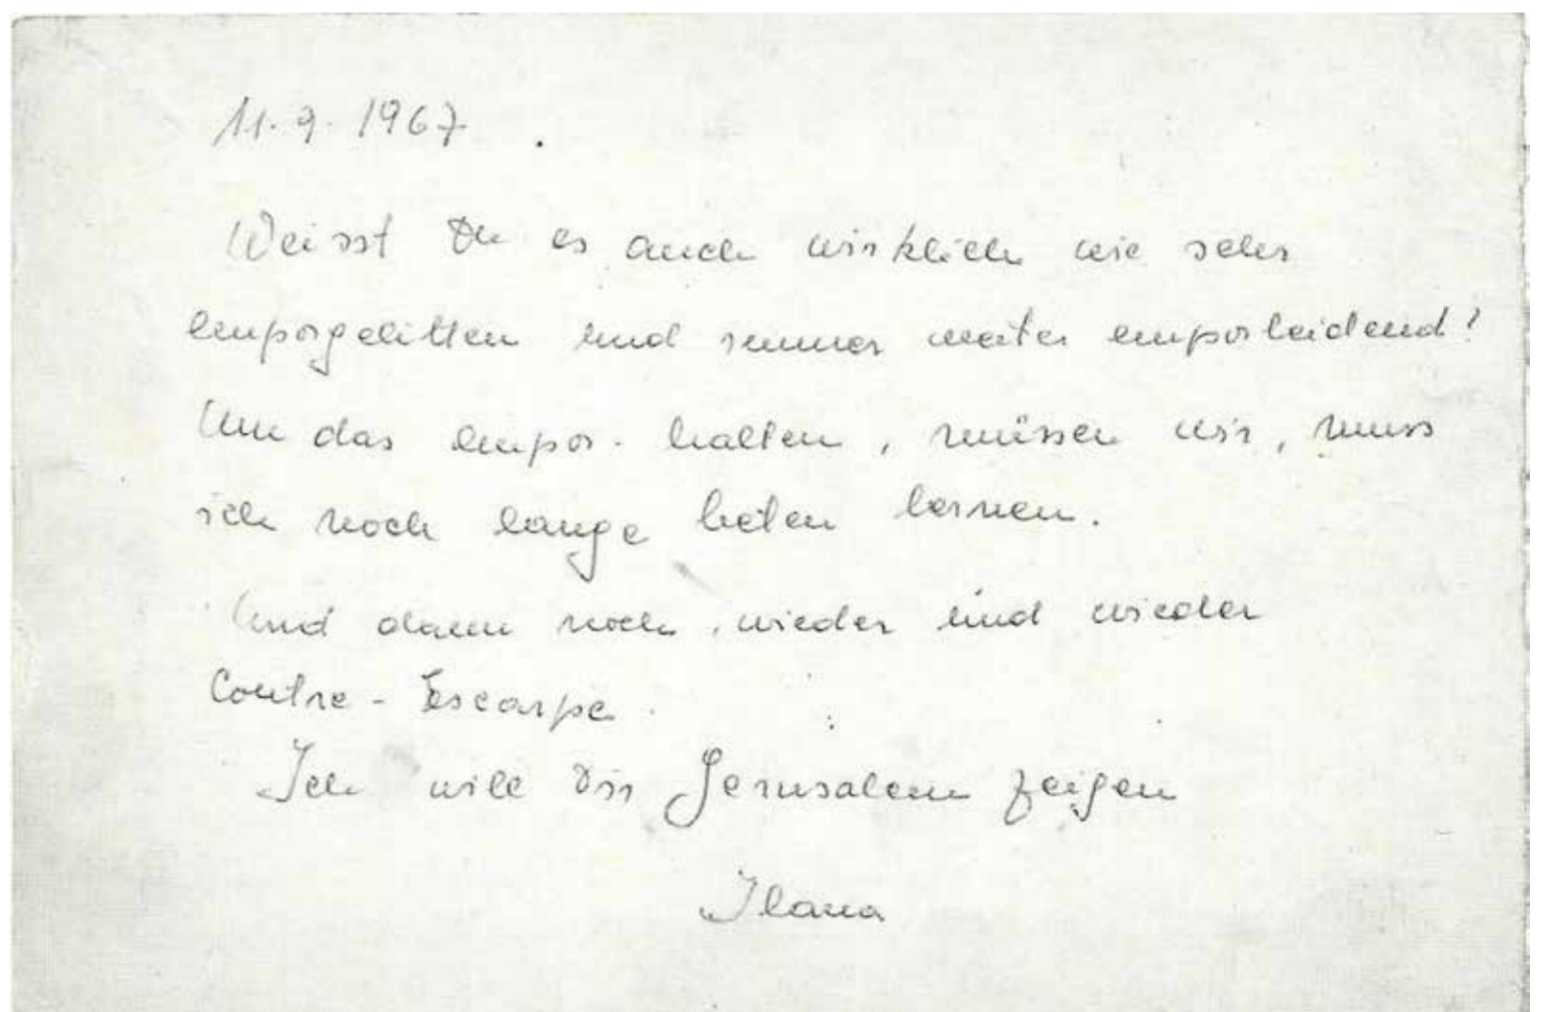 11.9.1967.
Weisst Du es auch wirklich wie sehr
emporgelitten und immer weiter emporleidend?
Um das empor-halten, müssen wir, muss
ich noch lange beten lernen.
Und dann noch, wieder und wieder
Contre-Escarpe.
Ich will Dir Jerusalem zeigen
Ilana